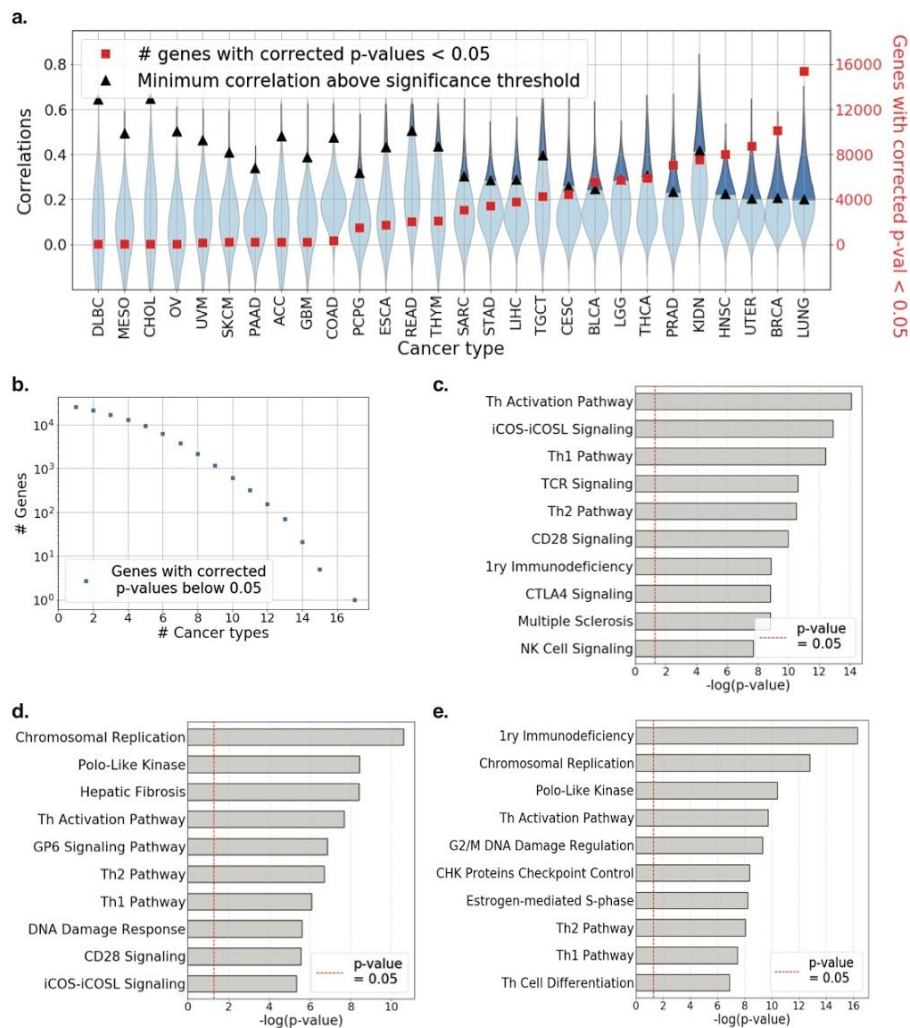 a.
# genes with corrected p-values < 0.05
Minimum correlation above significance threshold
Correlations
0.8
0.6
0.4
0.2
0.0
16000
12000
8000
4000
0
Genes with corrected p-val < 0.05
DLBC
MESO
CHOL
OV
UVM
SKCM
PAAD
ACC
GBM
COAD
PCPG
ESCA
READ
THYM
SARC
STAD
LIHC
TGCT
CESC
BLCA
LGG
THCA
PRAD
KIDN
HNSC
UTER
BRCA
LUNG
Cancer type
b.
# Genes
10⁴
10³
10²
10¹
10⁰
Genes with corrected
p-values below 0.05
0 2 4 6 8 10 12 14 16
# Cancer types
c.
Th Activation Pathway
iCOS-iCOSL Signaling
Th1 Pathway
TCR Signaling
Th2 Pathway
CD28 Signaling
1ry Immunodeficiency
CTLA4 Signaling
Multiple Sclerosis
NK Cell Signaling
p-value
= 0.05
0 2 4 6 8 10 12 14
-log(p-value)
d.
Chromosomal Replication
Polo-Like Kinase
Hepatic Fibrosis
Th Activation Pathway
GP6 Signaling Pathway
Th2 Pathway
Th1 Pathway
DNA Damage Response
CD28 Signaling
iCOS-iCOSL Signaling
p-value
= 0.05
0 2 4 6 8 10
-log(p-value)
e.
1ry Immunodeficiency
Chromosomal Replication
Polo-Like Kinase
Th Activation Pathway
G2/M DNA Damage Regulation
CHK Proteins Checkpoint Control
Estrogen-mediated S-phase
Th2 Pathway
Th1 Pathway
Th Cell Differentiation
p-value
= 0.05
0 2 4 6 8 10 12 14 16
-log(p-value)